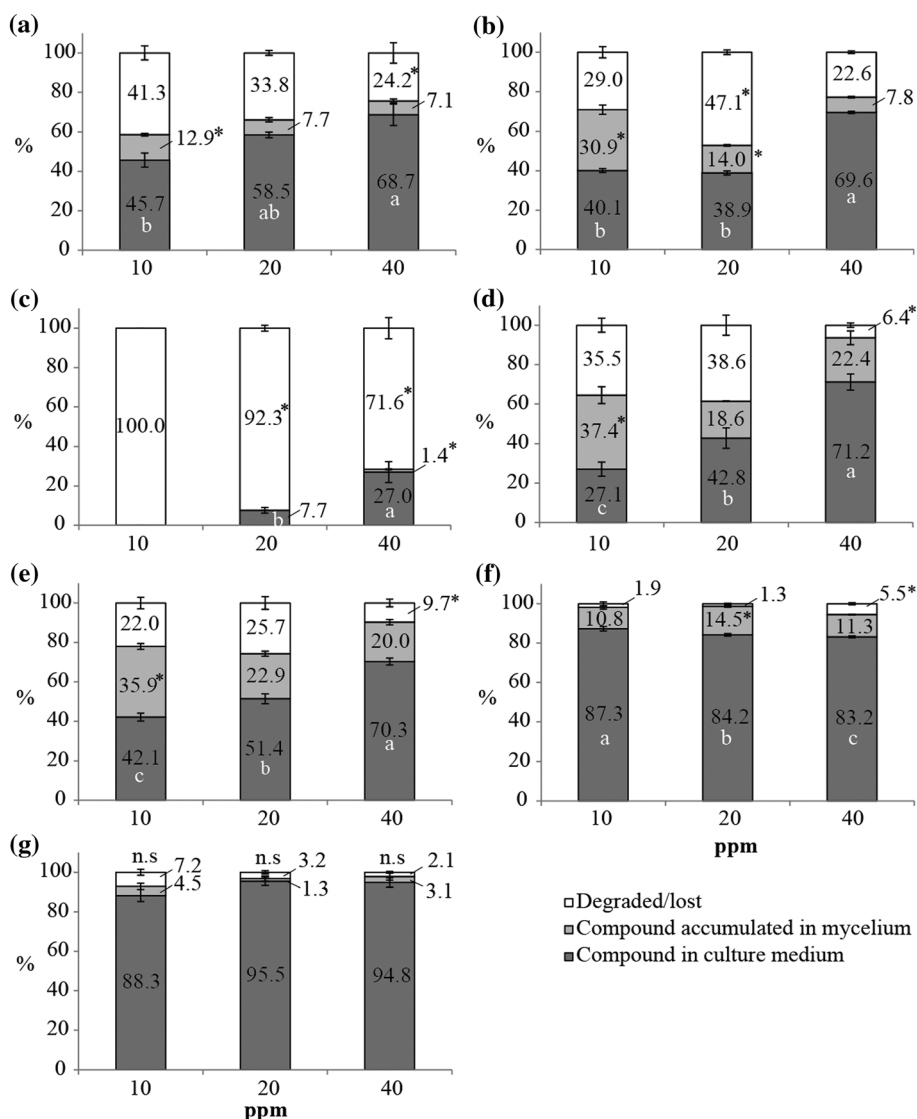 (a)
100
80
60
40
20
0
%
41.3
12.9*
45.7
b
33.8
7.7
58.5
ab
24.2*
7.1
68.7
a
10 20 40
(b)
100
80
60
40
20
0
%
29.0
30.9*
40.1
b
47.1*
14.0 *
38.9
b
22.6
7.8
69.6
a
10 20 40
(c)
100
80
60
40
20
0
%
100.0
92.3*
7.7
b
71.6*
1.4*
27.0
a
10 20 40
(d)
100
80
60
40
20
0
%
35.5
37.4*
27.1
c
38.6
18.6
42.8
b
6.4*
22.4
71.2
a
10 20 40
(e)
100
80
60
40
20
0
%
22.0
35.9*
42.1
c
25.7
22.9
51.4
b
9.7*
20.0
70.3
a
10 20 40
(f)
100
80
60
40
20
0
%
1.9
10.8
87.3
a
1.3
14.5*
84.2
b
5.5*
11.3
83.2
c
10 20 40
ppm
(g)
100
80
60
40
20
0
%
n.s
7.2
4.5
88.3
n.s
3.2
1.3
95.5
n.s
2.1
3.1
94.8
10 20 40
ppm
Degraded/lost
Compound accumulated in mycelium
Compound in culture medium